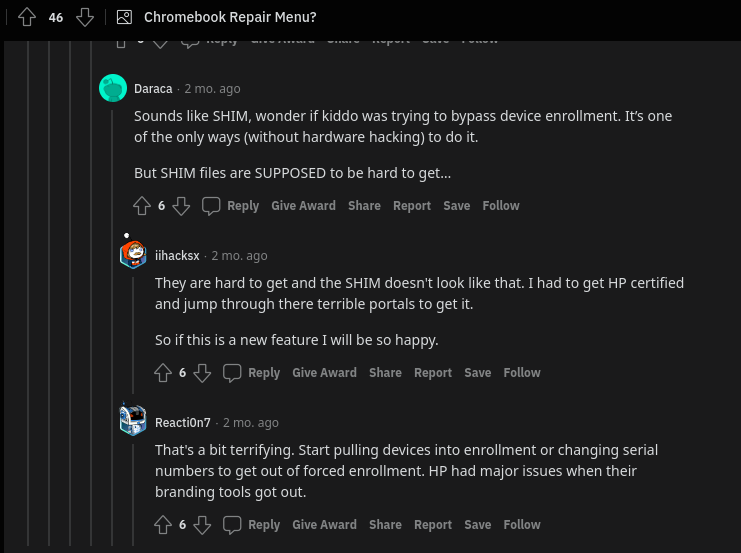 46 Chromebook Repair Menu?
6 Reply Give Award Share Report Save Follow
Daraca · 2 mo. ago
Sounds like SHIM, wonder if kiddo was trying to bypass device enrollment. It's one
of the only ways (without hardware hacking) to do it.
But SHIM files are SUPPOSED to be hard to get...
6 Reply Give Award Share Report Save Follow
iihacksx · 2 mo. ago
They are hard to get and the SHIM doesn't look like that. I had to get HP certified
and jump through there terrible portals to get it.
So if this is a new feature I will be so happy.
6 Reply Give Award Share Report Save Follow
Reacti0n7 · 2 mo. ago
That's a bit terrifying. Start pulling devices into enrollment or changing serial
numbers to get out of forced enrollment. HP had major issues when their
branding tools got out.
6 Reply Give Award Share Report Save Follow